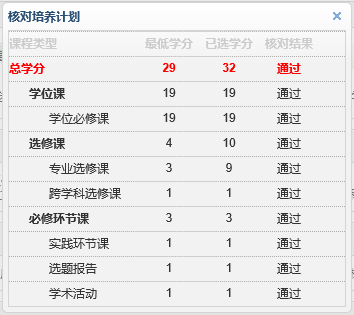 核对培养计划
课程类型 最低学分 已选学分 核对结果
总学分 29 32 通过
学位课 19 19 通过
学位必修课 19 19 通过
选修课 4 10 通过
专业选修课 3 9 通过
跨学科选修课 1 1 通过
必修环节课 3 3 通过
实践环节课 1 1 通过
选题报告 1 1 通过
学术活动 1 1 通过